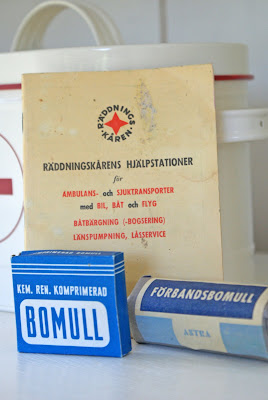 RÄDDNINGS
KÅREN
RÄDDNINGSKÅRENS HJÄLPSTATIONER
för
AMBULANS- och SJUKTRANSPORTER
med BIL, BÅT och FLYG
BÅTBÄRGNING (-BOGSERING)
LÄNSPUMPNING, LÅSSERVICE
KEM. REN. KOMPRIMERAD
BOMULL
FÖRBANDSBOMULL
ASTRA